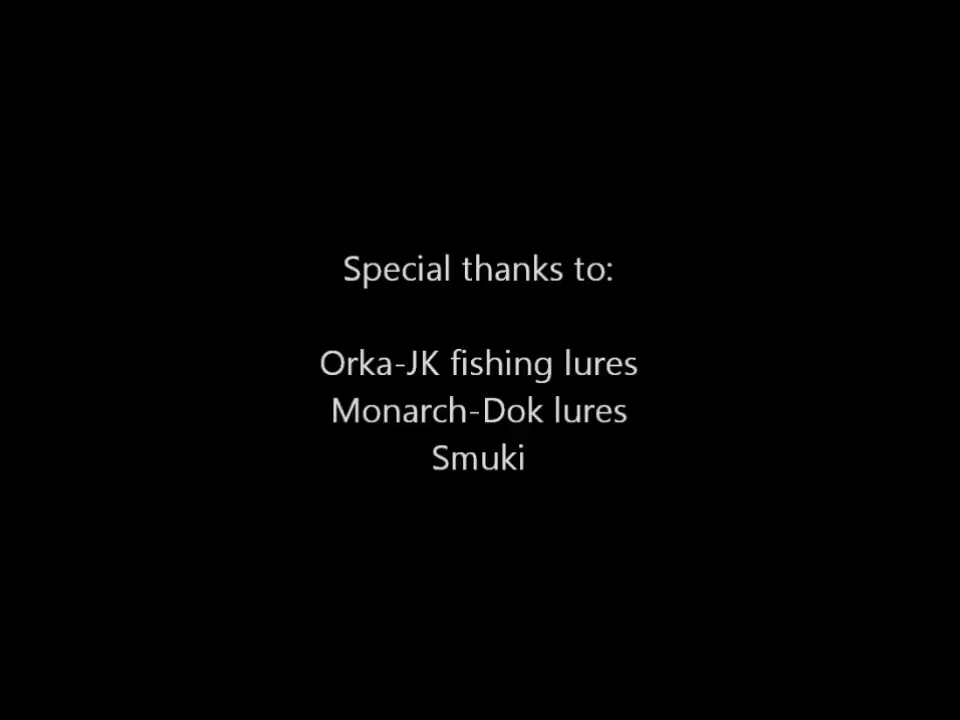 Special thanks to:
Orka-JK fishing lures
Monarch-Dok lures
Smuki